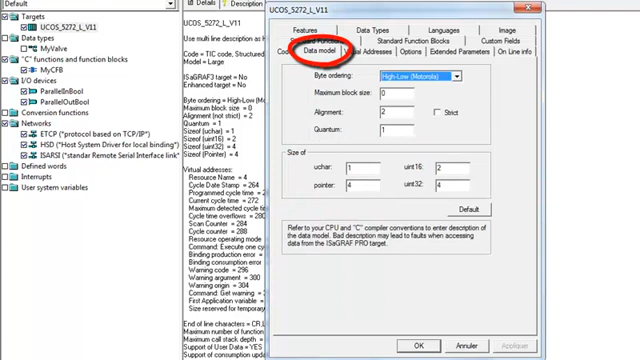 Default
Targets
UCOS_5272_L_V11
Data types
MyValve
"C" functions and function blocks
MyCFB
I/O devices
ParallelInBool
ParallelOutBool
Conversion functions
Networks
ETCP ("protocol based on TCP/IP")
HSD ("Host System Driver for local binding)
ISARSI ("standar Remote Serial Interface link
Defined words
Interrupts
User system variables
Details
UCOS_5272_L_V11
Use multi line description as h
Code = TIC code, Structured
Model = Large
ISaGRAF3 target = No
Enhanced target = No
Byte ordering = High-Low (M
Maximum block size = 0
Alignment (not strict) = 2
Quantum = 1
Sizeof (uchar) = 1
Sizeof (uint16) = 2
Sizeof (uint32) = 4
Sizeof (Pointer) = 4
Virtual addresses:
Resource Name = 4
Cycle Date Stamp = 264
Programmed cycle time =
Current cycle time = 272
Maximum detected cycle ti
Cycle time overflows = 280
Scan Counter = 284
Cycle counter = 288
Resource operating mode
Command: Execute one cy
Binding production error =
Binding consumption error
Warning code = 296
Warning argument = 300
Warning origin = 304
Command: Get warning =
First Application variable =
Size reserved for temporary
End of line characters = CR,L
Maximum call stack depth =
Support of User Data = YES
Support of consumption upda
UCOS_5272_L_V11
Features Data Types Languages Image
Standard Function Blocks Custom Fields
Data model Addresses Options Extended Parameters On Line info
Byte ordering: High-Low (Motorola)
Maximum block size: 0
Alignment: 2 Strict
Quantum: 1
Size of
uchar: 1 uint16: 2
pointer: 4 uint32: 4
Default
Refer to your CPU and "C" compiler conventions to enter description of
the data model. Bad description may lead to faults when accessing
data from the ISaGRAF PRO target.
OK Annuler Appliquer